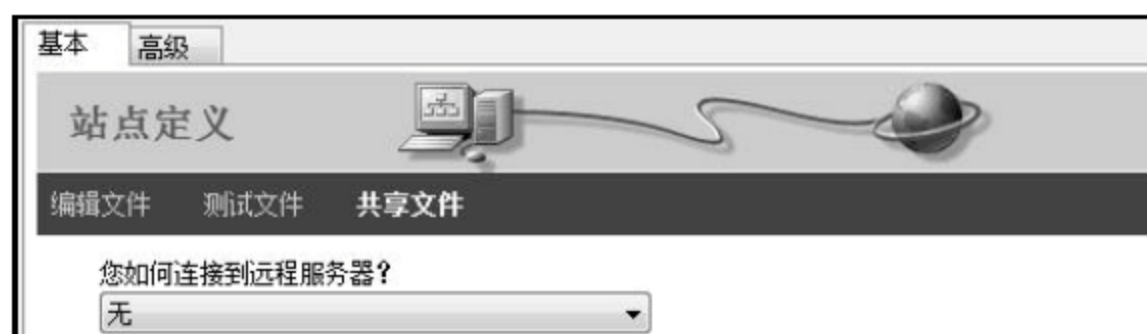 基本 高级
站点定义
编辑文件 测试文件 共享文件
您如何连接到远程服务器?
无